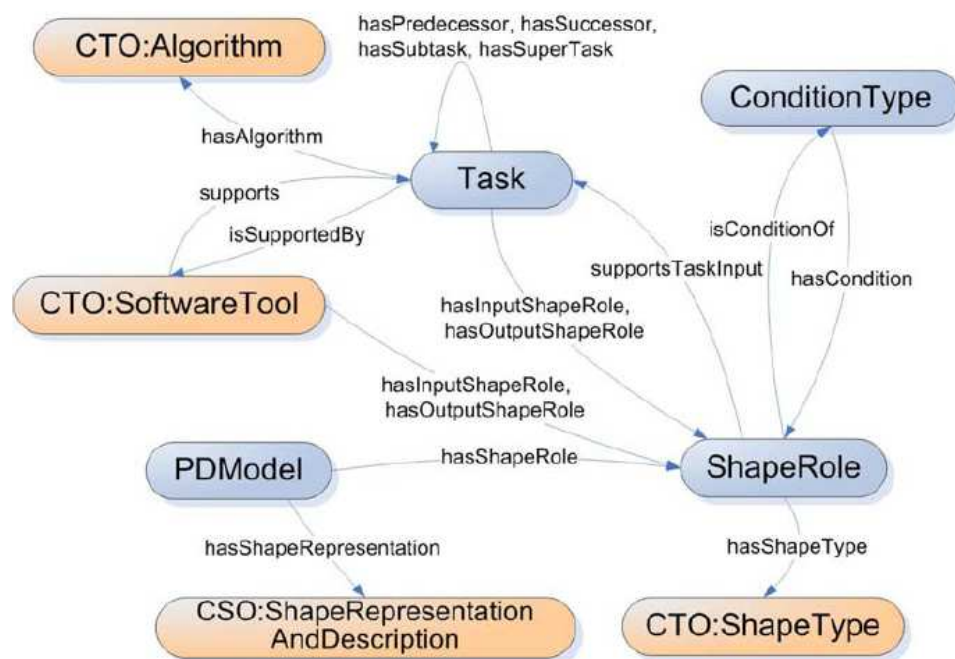 hasPredecessor, hasSuccessor,
hasSubtask, hasSuperTask
CTO:Algorithm
ConditionType
hasAlgorithm
Task
supports
isSupportedBy
isConditionOf
supportsTaskInput
hasCondition
CTO:SoftwareTool
hasInputShapeRole,
hasOutputShapeRole
hasInputShapeRole,
hasOutputShapeRole
PDModel
hasShapeRole
ShapeRole
hasShapeRepresentation
hasShapeType
CSO:ShapeRepresentation
AndDescription
CTO:ShapeType